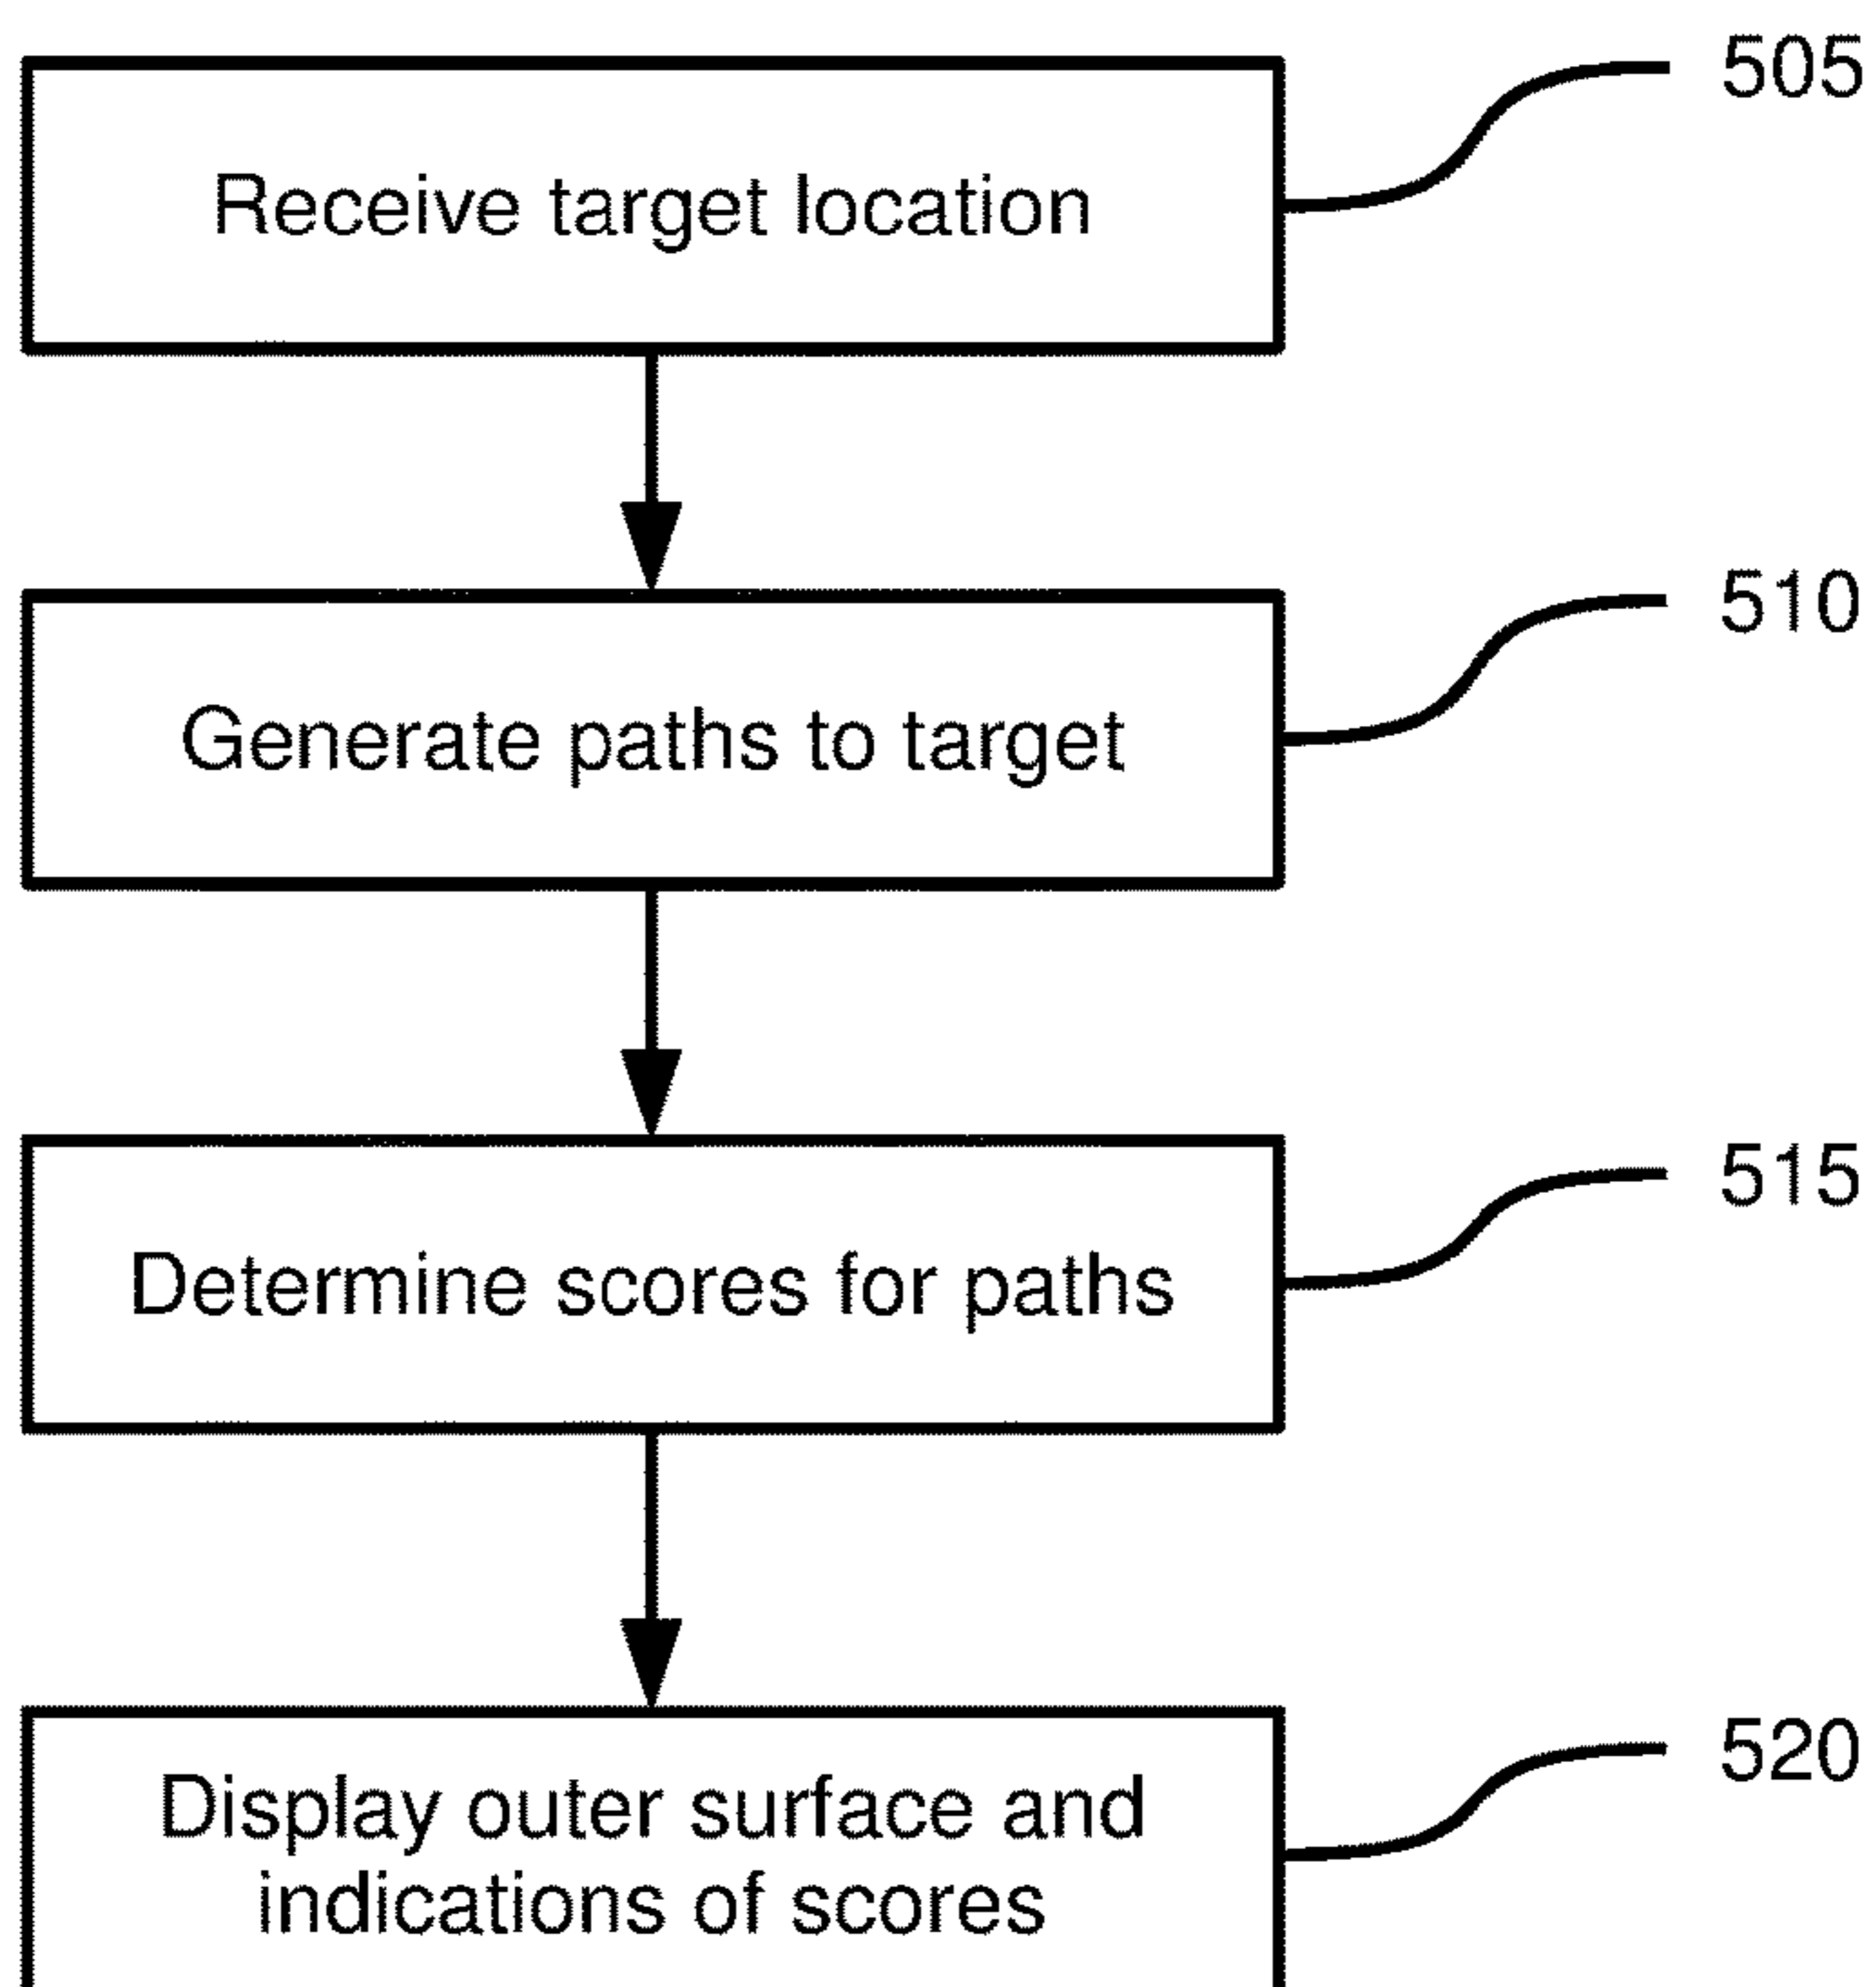 505
Receive target location
510
Generate paths to target
515
Determine scores for paths
520
Display outer surface and
indications of scores